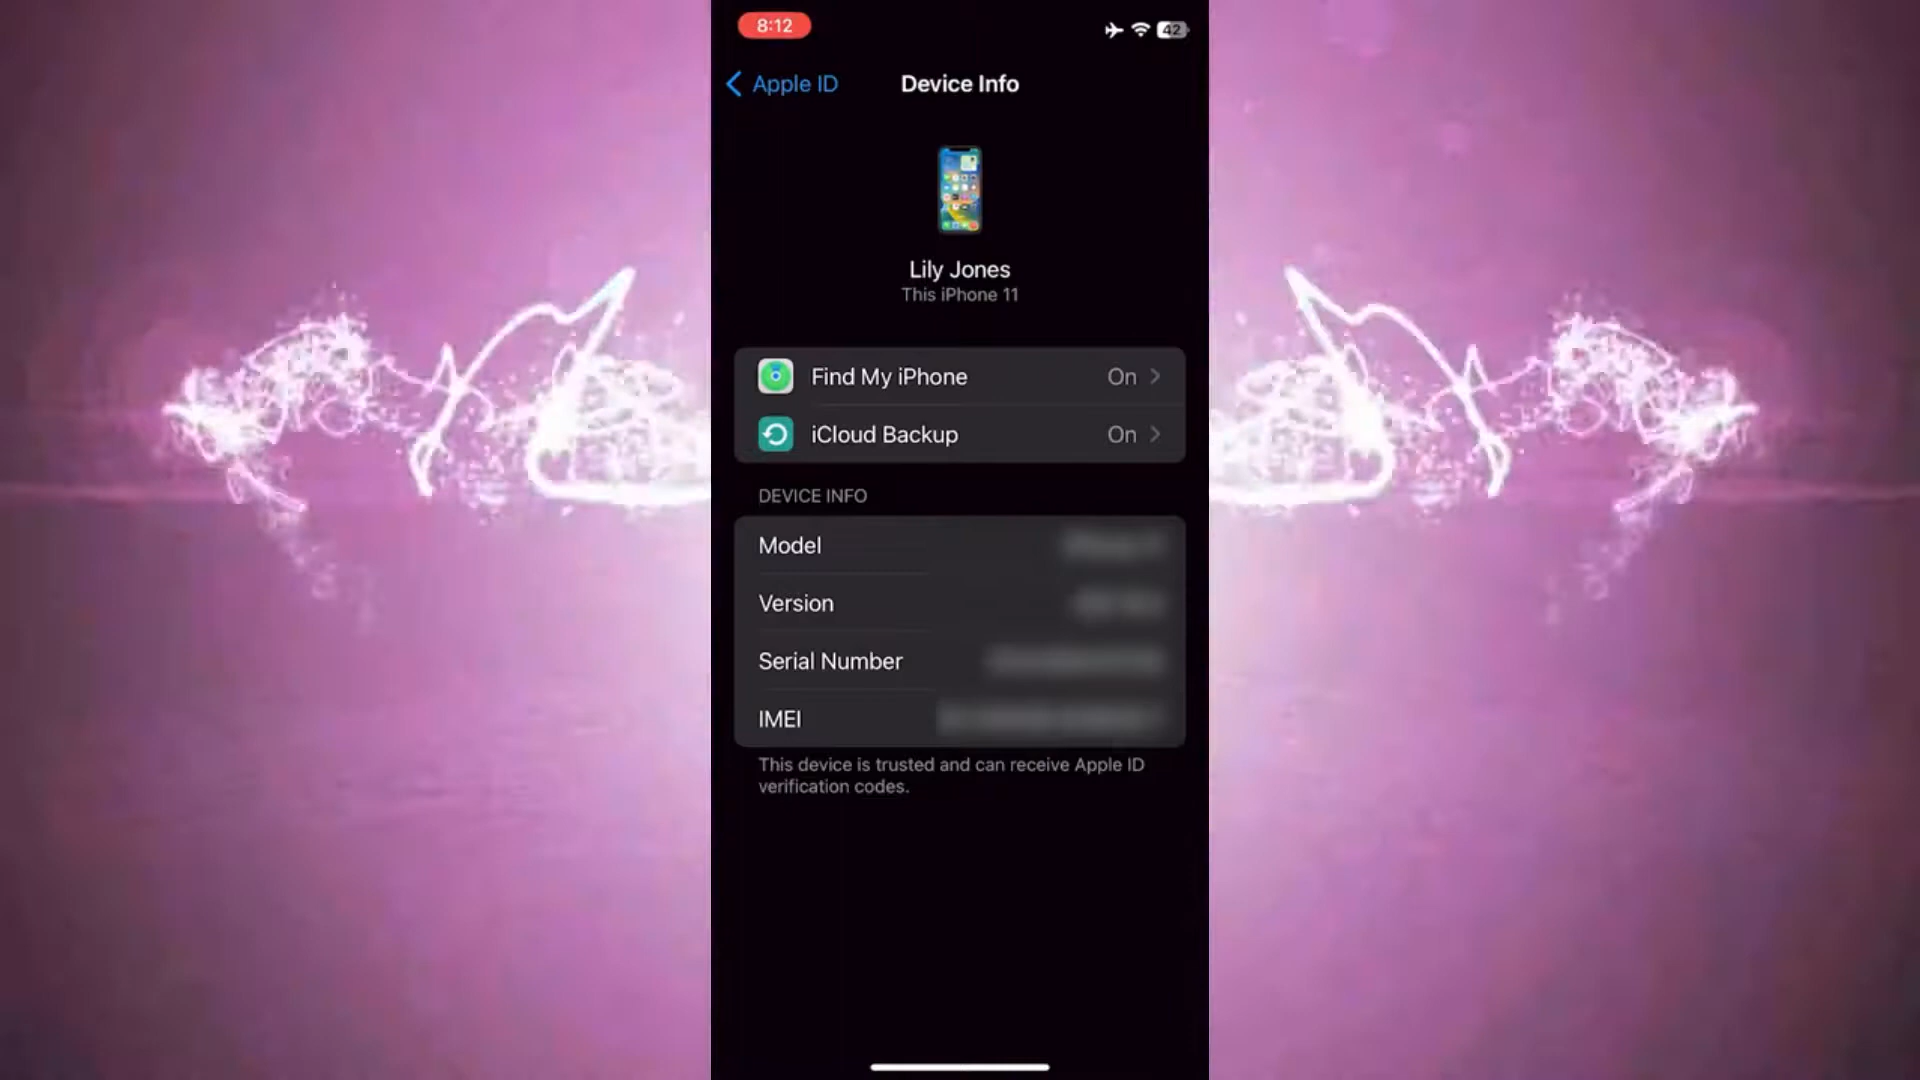 8:12
42
Apple ID
Device Info
Lily Jones
This iPhone 11
Find My iPhone On
iCloud Backup On
DEVICE INFO
Model
Version
Serial Number
IMEI
This device is trusted and can receive Apple ID
verification codes.